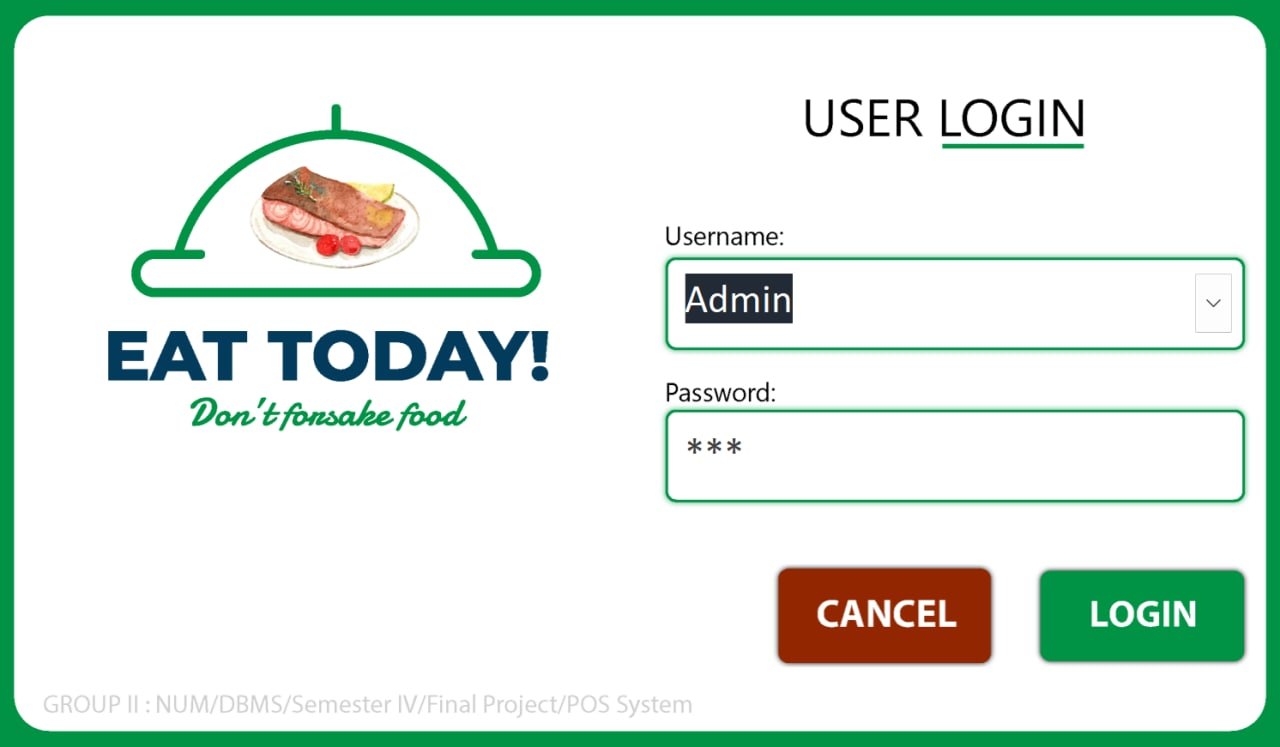 EAT TODAY!
Don't forsake food
USER LOGIN
Username:
Admin
Password:
***
CANCEL
LOGIN
GROUP II : NUM/DBMS/Semester IV/Final Project/POS System